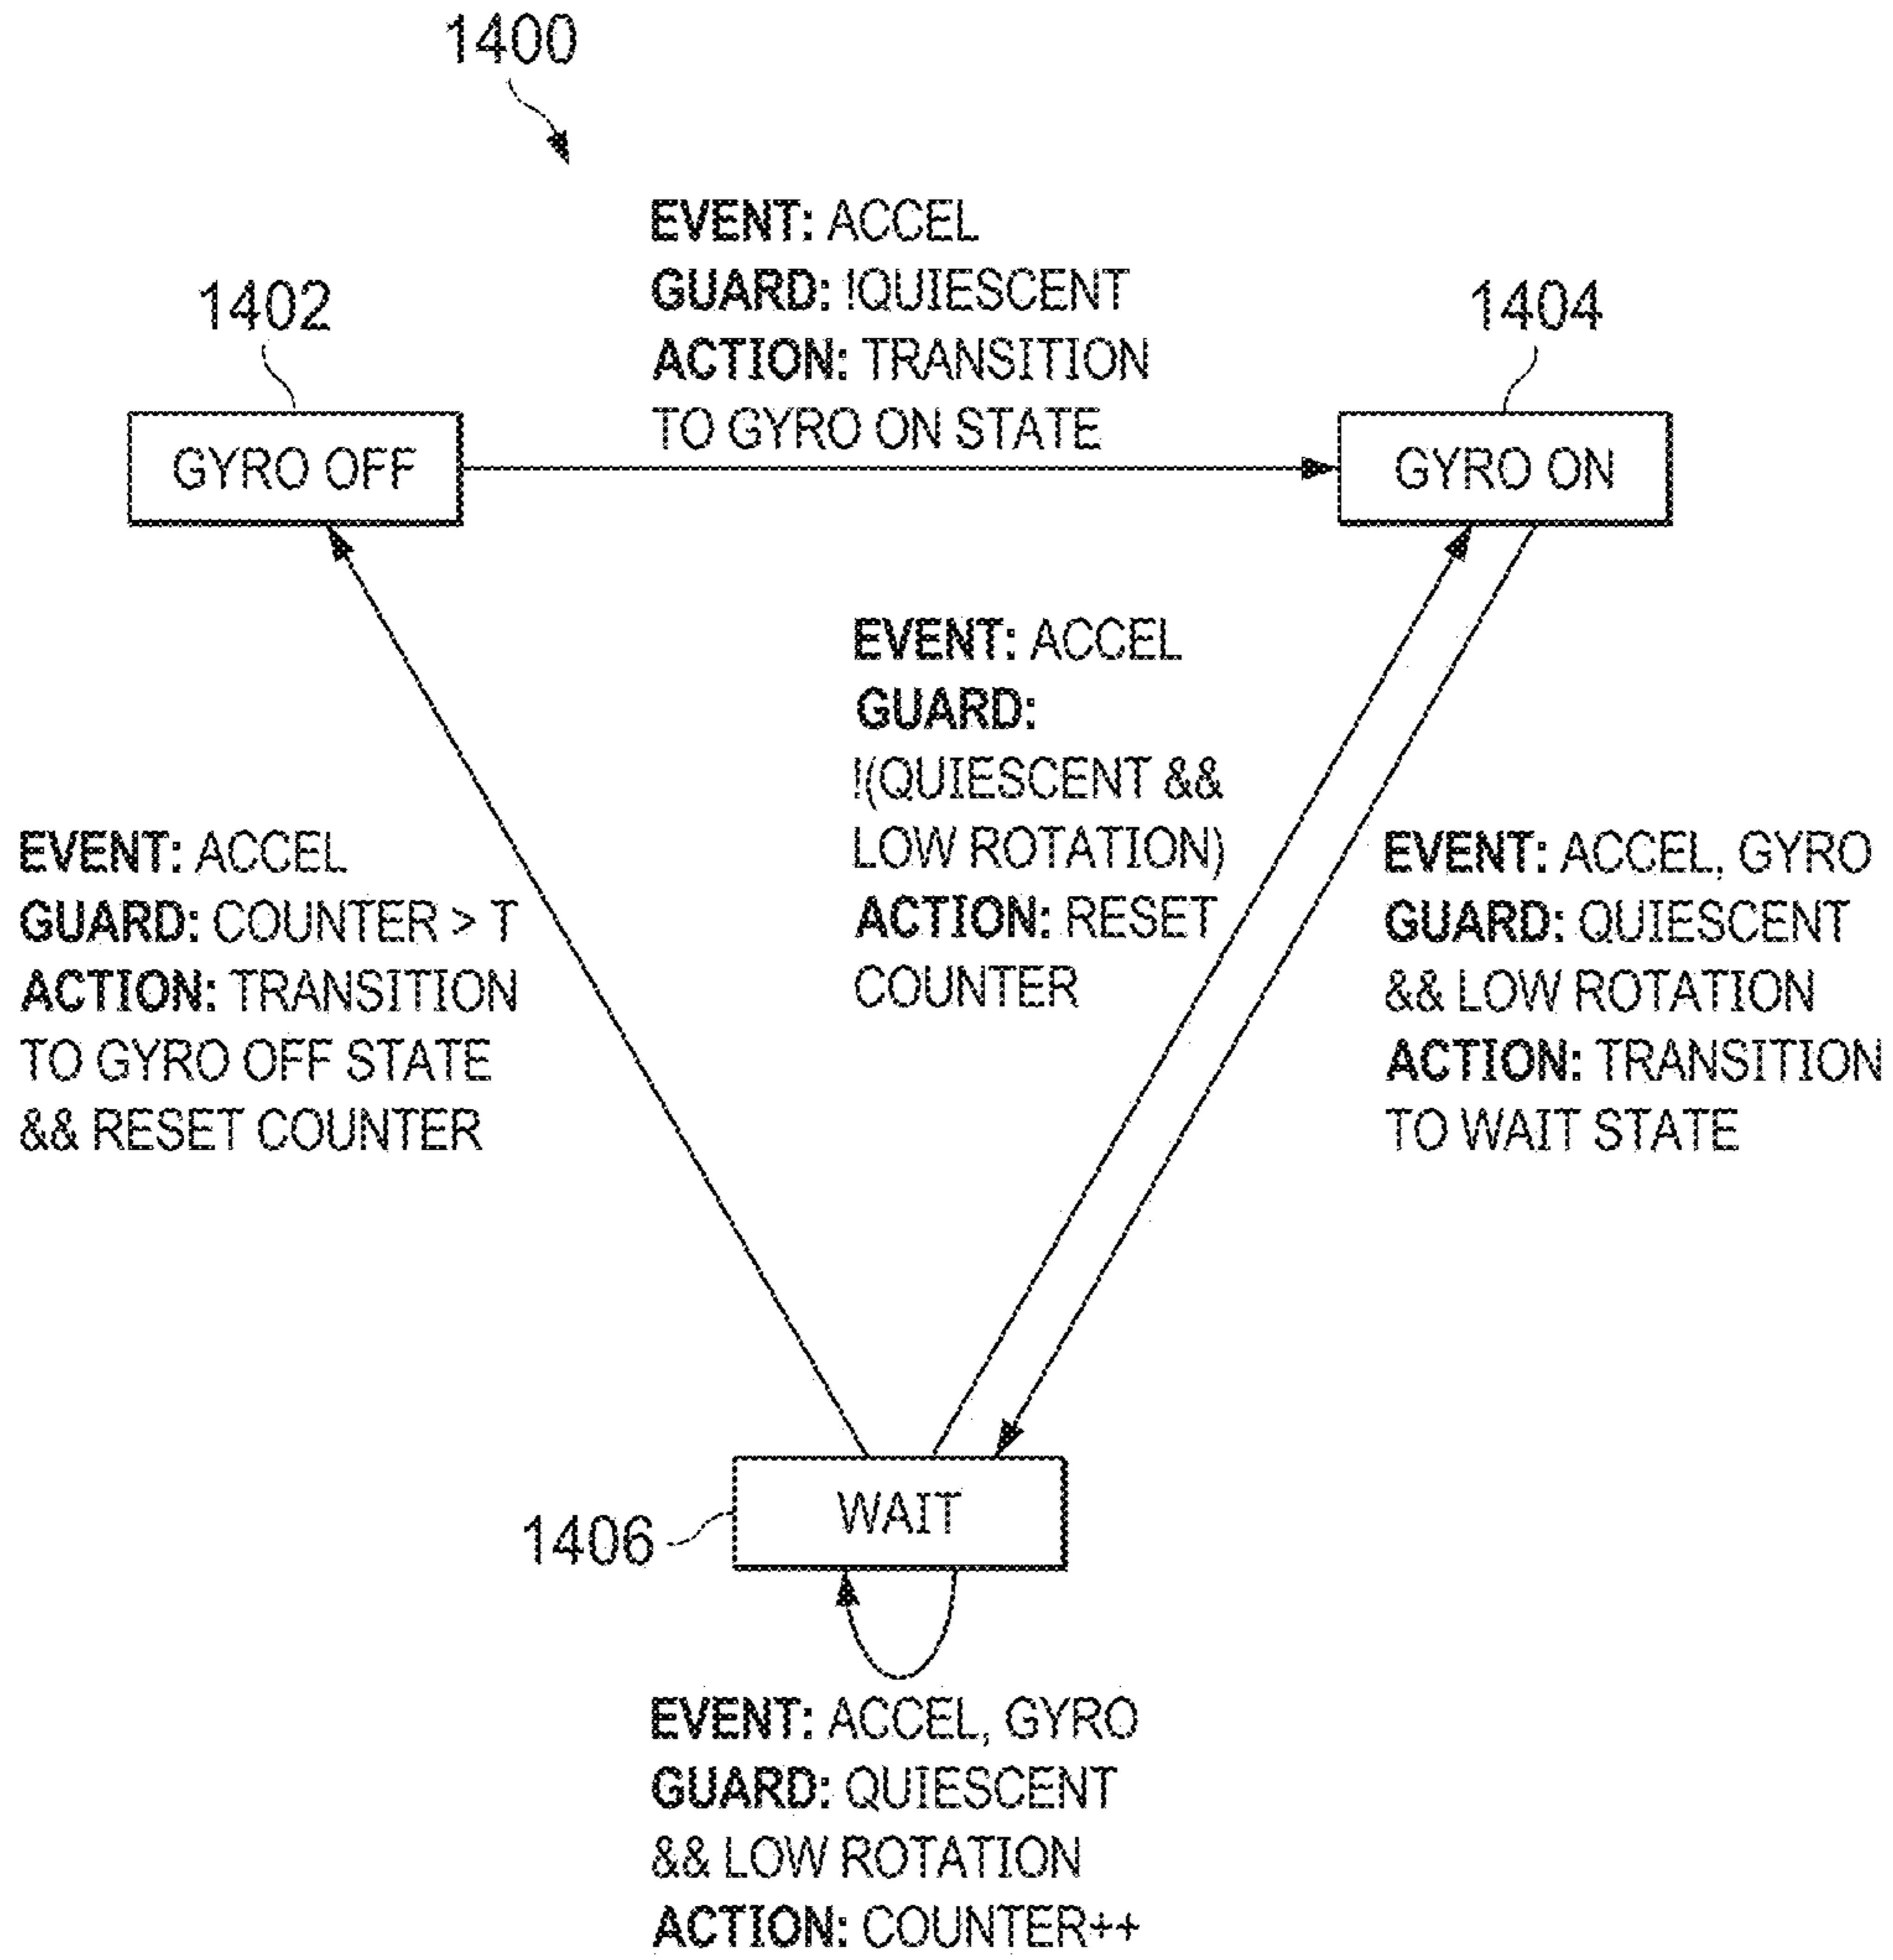 1400
EVENT: ACCEL
GUARD: !QUIESCENT
ACTION: TRANSITION
TO GYRO ON STATE
1402
1404
GYRO OFF
GYRO ON
EVENT: ACCEL
GUARD:
!(QUIESCENT &&
LOW ROTATION)
ACTION: RESET
COUNTER
EVENT: ACCEL
GUARD: COUNTER > T
ACTION: TRANSITION
TO GYRO OFF STATE
&& RESET COUNTER
EVENT: ACCEL, GYRO
GUARD: QUIESCENT
&& LOW ROTATION
ACTION: TRANSITION
TO WAIT STATE
WAIT
1406
EVENT: ACCEL, GYRO
GUARD: QUIESCENT
&& LOW ROTATION
ACTION: COUNTER++